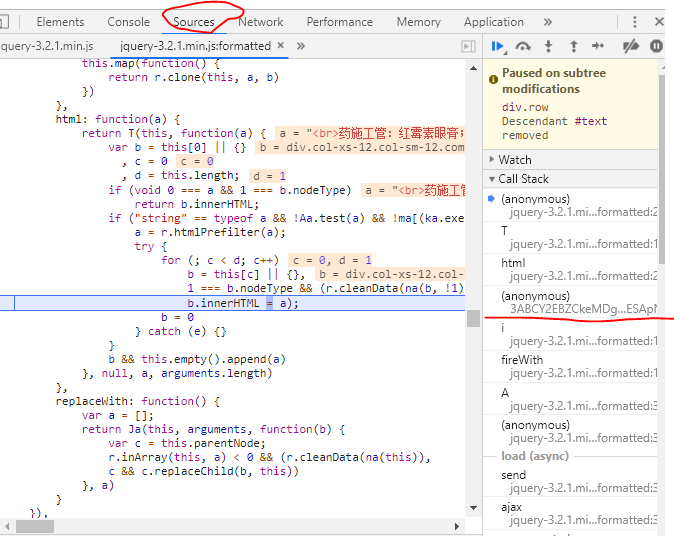 Elements Console Sources Network Performance Memory Application »
query-3.2.1.min.js jquery-3.2.1.min.js:formatted × »
this.map(function() {
return r.clone(this, a, b)
})
},
html: function(a) {
return T(this, function(a) { a = "<br>药施工管: 红霉素眼膏;
var b = this[0] || {} b = div.col-xs-12.col-sm-12.com
, c = 0 c = 0
, d = this.length; d = 1
if (void 0 === a && 1 === b.nodeType) a = "<br>药施工管
return b.innerHTML;
if ("string" == typeof a && !Aa.test(a) && !ma[(ka.exe
a = r.htmlPrefilter(a);
try {
for (; c < d; c++) c = 0, d = 1
b = this[c] || {}, b = div.col-xs-12.col-
1 === b.nodeType && (r.cleanData(na(b, !1)
b.innerHTML = a);
b = 0
} catch (e) {}
}
b && this.empty().append(a)
}, null, a, arguments.length)
},
replaceWith: function() {
var a = [];
return Ja(this, arguments, function(b) {
var c = this.parentNode;
r.inArray(this, a) < 0 && (r.cleanData(na(this)),
c && c.replaceChild(b, this))
}, a)
}
}),
Paused on subtree
modifications
div.row
Descendant #text
removed
Watch
Call Stack
(anonymous)
jquery-3.2.1.mi...formatted:2
T
jquery-3.2.1.mi...formatted:1
html
jquery-3.2.1.mi...formatted:2
(anonymous)
3ABCY2EBZCkeMDg...ESApN
i
jquery-3.2.1.mi...formatted:1
fireWith
jquery-3.2.1.mi...formatted:1
A
jquery-3.2.1.mi...formatted:3
(anonymous)
jquery-3.2.1.mi...formatted:3
load (async)
send
jquery-3.2.1.mi...formatted:3
ajax
jquery-3.2.1.mi...formatted:3